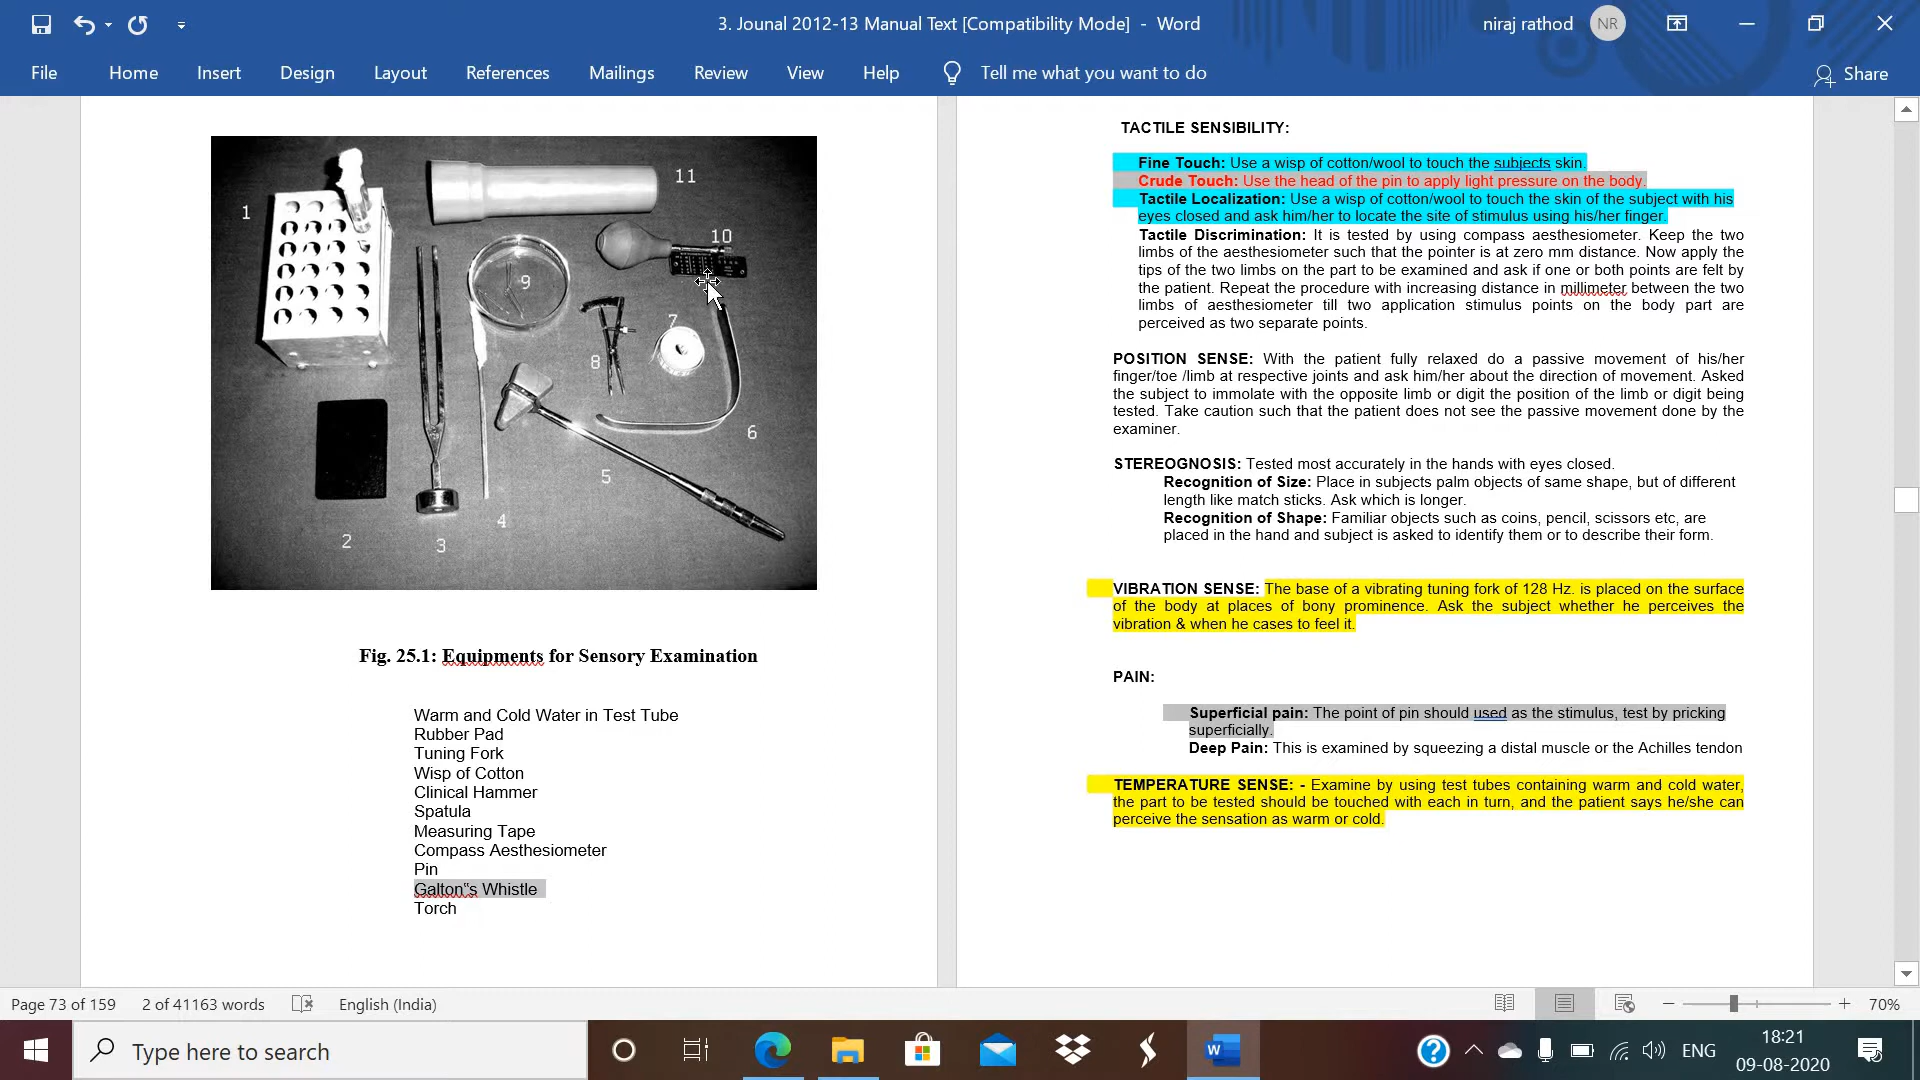 3. Jounal 2012-13 Manual Text [Compatibility Mode] - Word
niraj rathod
NR
File Home Insert Design Layout References Mailings Review View Help Tell me what you want to do Share
1
2
3
4
5
6
7
8
9
10
11
Fig. 25.1: Equipments for Sensory Examination
Warm and Cold Water in Test Tube
Rubber Pad
Tuning Fork
Wisp of Cotton
Clinical Hammer
Spatula
Measuring Tape
Compass Aesthesiometer
Pin
Galton‟s Whistle
Torch
TACTILE SENSIBILITY:
Fine Touch: Use a wisp of cotton/wool to touch the subjects skin.
Crude Touch: Use the head of the pin to apply light pressure on the body.
Tactile Localization: Use a wisp of cotton/wool to touch the skin of the subject with his
eyes closed and ask him/her to locate the site of stimulus using his/her finger.
Tactile Discrimination: It is tested by using compass aesthesiometer. Keep the two
limbs of the aesthesiometer such that the pointer is at zero mm distance. Now apply the
tips of the two limbs on the part to be examined and ask if one or both points are felt by
the patient. Repeat the procedure with increasing distance in millimeter between the two
limbs of aesthesiometer till two application stimulus points on the body part are
perceived as two separate points.
POSITION SENSE: With the patient fully relaxed do a passive movement of his/her
finger/toe /limb at respective joints and ask him/her about the direction of movement. Asked
the subject to immolate with the opposite limb or digit the position of the limb or digit being
tested. Take caution such that the patient does not see the passive movement done by the
examiner.
STEREOGNOSIS: Tested most accurately in the hands with eyes closed.
Recognition of Size: Place in subjects palm objects of same shape, but of different
length like match sticks. Ask which is longer.
Recognition of Shape: Familiar objects such as coins, pencil, scissors etc, are
placed in the hand and subject is asked to identify them or to describe their form.
VIBRATION SENSE: The base of a vibrating tuning fork of 128 Hz. is placed on the surface
of the body at places of bony prominence. Ask the subject whether he perceives the
vibration & when he cases to feel it.
PAIN:
Superficial pain: The point of pin should used as the stimulus, test by pricking
superficially.
Deep Pain: This is examined by squeezing a distal muscle or the Achilles tendon
TEMPERATURE SENSE: - Examine by using test tubes containing warm and cold water,
the part to be tested should be touched with each in turn, and the patient says he/she can
perceive the sensation as warm or cold.
Page 73 of 159 2 of 41163 words English (India) 70%
Type here to search
W
ENG
18:21
09-08-2020